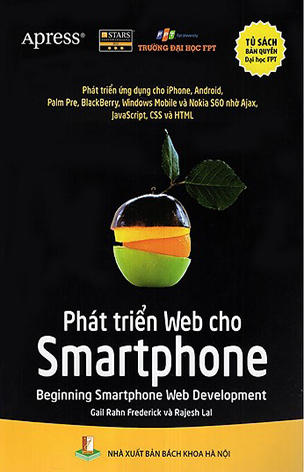 Apress®
STARS
FPT University
TRƯỜNG ĐẠI HỌC FPT
TỦ SÁCH
BẢN QUYỀN
Đại học FPT
Phát triển ứng dụng cho iPhone, Android,
Palm Pre, BlackBerry, Windows Mobile và Nokia S60 nhờ Ajax,
JavaScript, CSS và HTML
Phát triển Web cho
Smartphone
Beginning Smartphone Web Development
Gail Rahn Frederick và Rajesh Lal
NHÀ XUẤT BẢN BÁCH KHOA HÀ NỘI